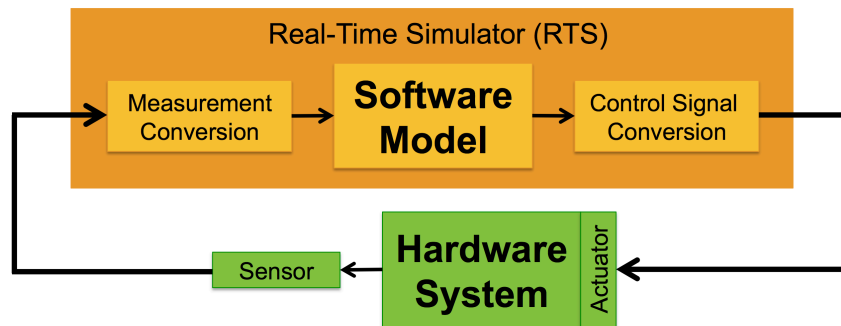 Real-Time Simulator (RTS)
Measurement
Conversion
Software
Model
Control Signal
Conversion
Sensor
Hardware
System
Actuator